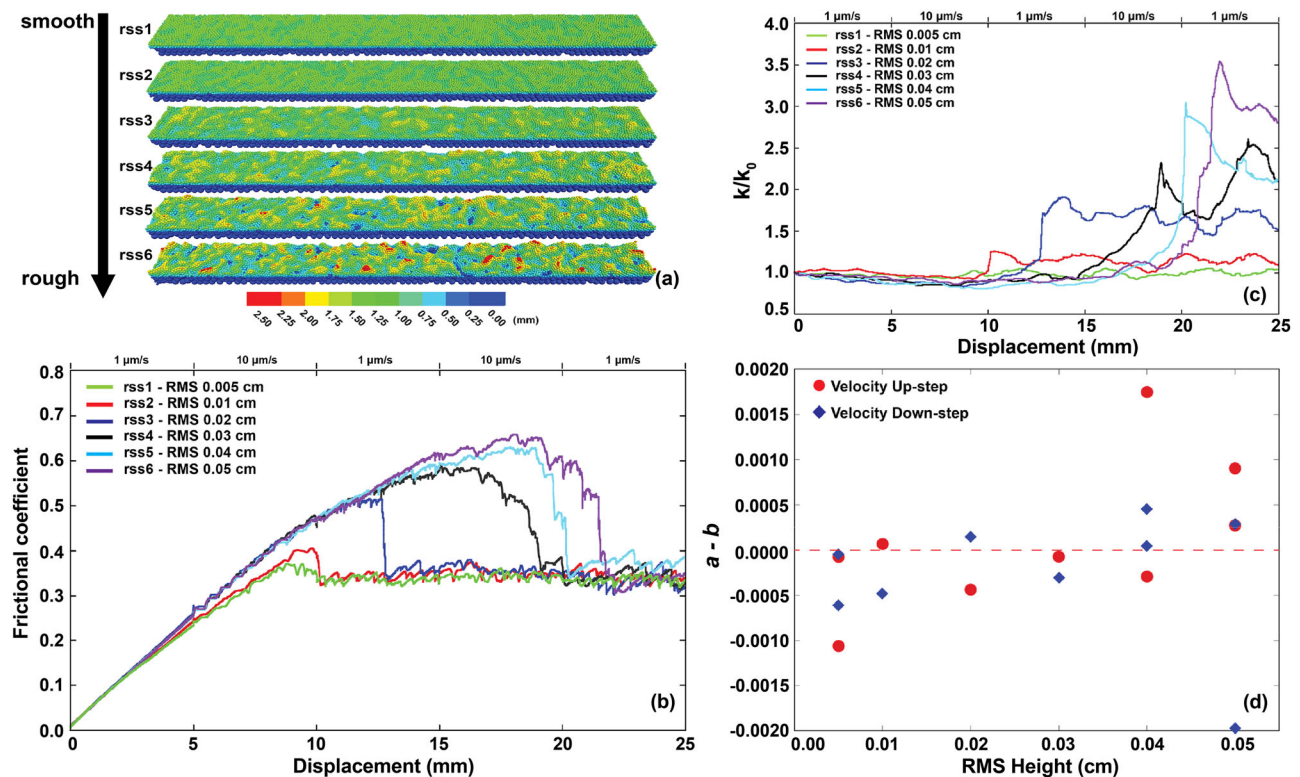 smooth
rss1
rss2
rss3
rss4
rss5
rss6
rough
(a)
2.50 2.25 2.00 1.75 1.50 1.25 1.00 0.75 0.50 0.25 0.00 (mm)
1 µm/s 10 µm/s 1 µm/s 10 µm/s 1 µm/s
4.0
3.5
3.0
2.5
2.0
1.5
1.0
0.5
k/k0
rss1 - RMS 0.005 cm
rss2 - RMS 0.01 cm
rss3 - RMS 0.02 cm
rss4 - RMS 0.03 cm
rss5 - RMS 0.04 cm
rss6 - RMS 0.05 cm
(c)
0 5 10 15 20 25
Displacement (mm)
1 µm/s 10 µm/s 1 µm/s 10 µm/s 1 µm/s
0.8
0.7
0.6
0.5
0.4
0.3
0.2
0.1
0.0
Frictional coefficient
rss1 - RMS 0.005 cm
rss2 - RMS 0.01 cm
rss3 - RMS 0.02 cm
rss4 - RMS 0.03 cm
rss5 - RMS 0.04 cm
rss6 - RMS 0.05 cm
(b)
0 5 10 15 20 25
Displacement (mm)
0.0020
0.0015
0.0010
0.0005
0.0000
-0.0005
-0.0010
-0.0015
-0.0020
a - b
Velocity Up-step
Velocity Down-step
(d)
0.00 0.01 0.02 0.03 0.04 0.05
RMS Height (cm)